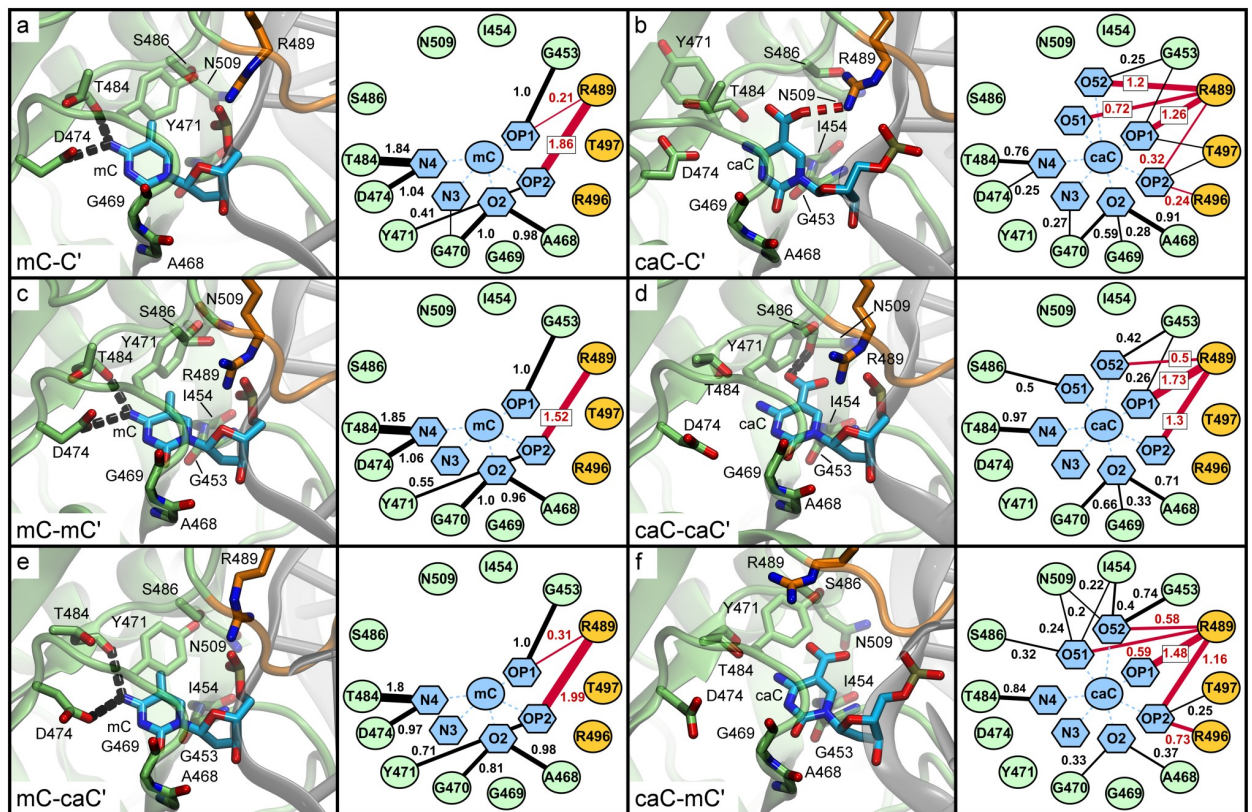 a
S486
N509
R489
T484
D474
Y471
mC
G469
A468
mC-C'
I454
N509
G453
S486
1.0
0.21
R489
OP1
1.86
T497
mC
1.84
T484
N4
OP2
D474
1.04
N3
O2
R496
0.41
Y471
1.0
0.98
G470
G469
A468
b
Y471
S486
R489
T484
N509
I454
D474
caC
G469
G453
A468
caC-C'
I454
N509
G453
0.25
O52
1.2
R489
S486
O51
0.72
1.26
OP1
T497
0.76
caC
T484
N4
0.32
OP2
D474
0.25
N3
0.24
R496
O2
0.27
0.91
Y471
0.59
0.28
A468
G470
G469
c
N509
S486
Y471
T484
R489
I454
mC
D474
G469
G453
A468
mC-mC'
I454
N509
G453
S486
1.0
R489
OP1
1.52
T497
1.85
mC
T484
N4
OP2
D474
1.06
N3
O2
R496
0.55
Y471
1.0
0.96
G470
G469
A468
d
S486
N509
Y471
R489
T484
I454
caC
D474
G469
G453
A468
caC-caC'
I454
N509
G453
0.42
O52
0.5
R489
S486
O51
0.26
1.73
0.5
OP1
T497
0.97
caC
1.3
T484
N4
OP2
D474
N3
R496
O2
0.71
Y471
0.66
0.33
A468
G470
G469
e
R489
S486
T484
Y471
N509
I454
D474
mC
G469
G453
A468
mC-caC'
I454
N509
G453
S486
1.0
0.31
R489
OP1
1.99
T497
1.8
mC
T484
N4
OP2
D474
0.97
N3
O2
R496
0.71
0.98
Y471
0.81
G470
G469
A468
f
R489
S486
Y471
N509
T484
D474
caC
I454
G469
G453
A468
caC-mC'
I454
N509
0.22
G453
0.74
0.2
0.4
O52
0.58
R489
S486
0.24
O51
0.59
1.48
0.32
OP1
1.16
T497
0.84
caC
T484
N4
OP2
0.25
D474
N3
0.73
R496
O2
0.37
Y471
0.33
A468
G470
G469